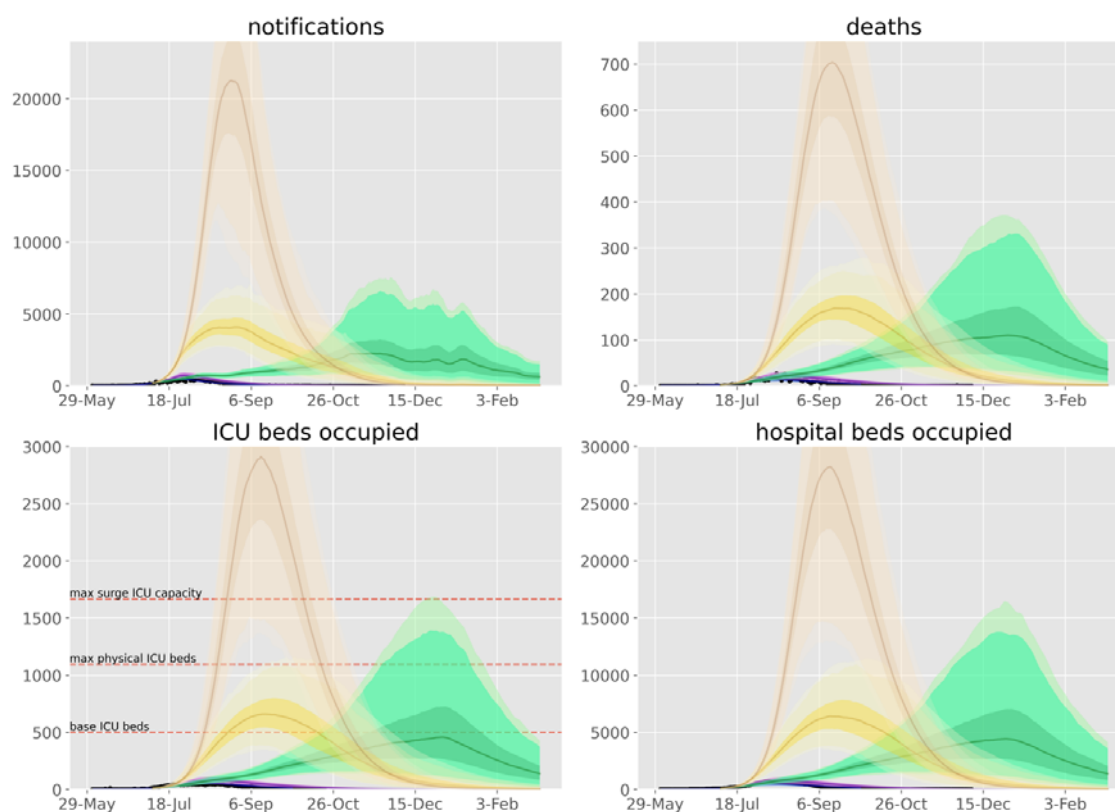 notifications
20000
15000
10000
5000
0
29-May 18-Jul 6-Sep 26-Oct 15-Dec 3-Feb
deaths
700
600
500
400
300
200
100
0
29-May 18-Jul 6-Sep 26-Oct 15-Dec 3-Feb
ICU beds occupied
3000
2500
2000
max surge ICU capacity
1500
max physical ICU beds
1000
base ICU beds
500
0
29-May 18-Jul 6-Sep 26-Oct 15-Dec 3-Feb
hospital beds occupied
30000
25000
20000
15000
10000
5000
0
29-May 18-Jul 6-Sep 26-Oct 15-Dec 3-Feb